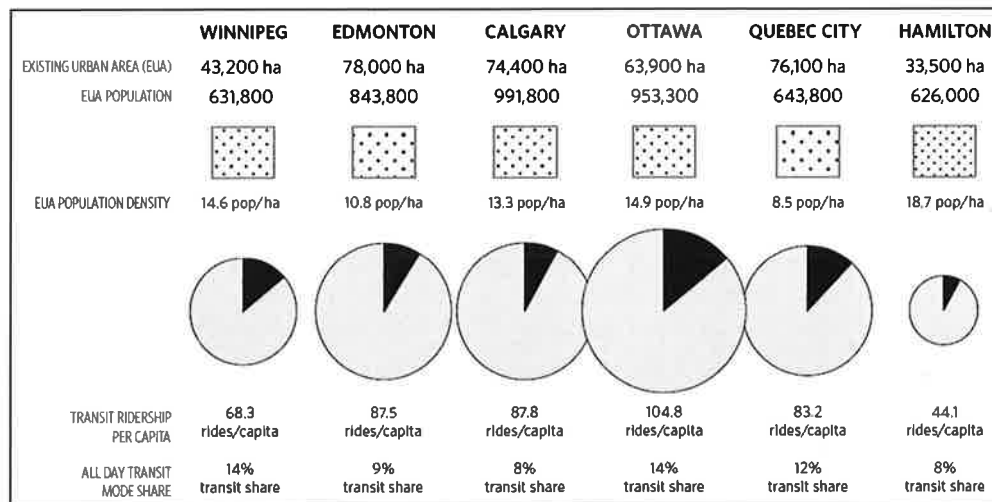 WINNIPEG EDMONTON CALGARY OTTAWA QUEBEC CITY HAMILTON
EXISTING URBAN AREA (EUA) 43,200 ha 78,000 ha 74,400 ha 63,900 ha 76,100 ha 33,500 ha
EUA POPULATION 631,800 843,800 991,800 953,300 643,800 626,000
EUA POPULATION DENSITY 14.6 pop/ha 10.8 pop/ha 13.3 pop/ha 14.9 pop/ha 8.5 pop/ha 18.7 pop/ha
TRANSIT RIDERSHIP 68.3 87.5 87.8 104.8 83.2 44.1
PER CAPITA rides/capita rides/capita rides/capita rides/capita rides/capita rides/capita
ALL DAY TRANSIT 14% 9% 8% 14% 12% 8%
MODE SHARE transit share transit share transit share transit share transit share transit share